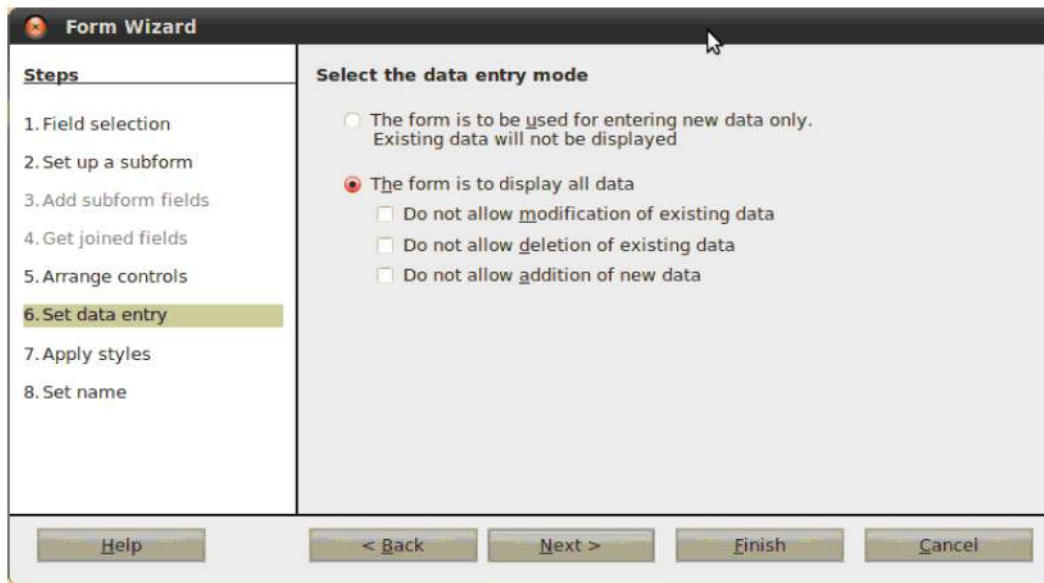 Form Wizard
Steps
1. Field selection
2. Set up a subform
3. Add subform fields
4. Get joined fields
5. Arrange controls
6. Set data entry
7. Apply styles
8. Set name
Select the data entry mode
The form is to be used for entering new data only.
Existing data will not be displayed
The form is to display all data
Do not allow modification of existing data
Do not allow deletion of existing data
Do not allow addition of new data
Help
< Back
Next >
Finish
Cancel